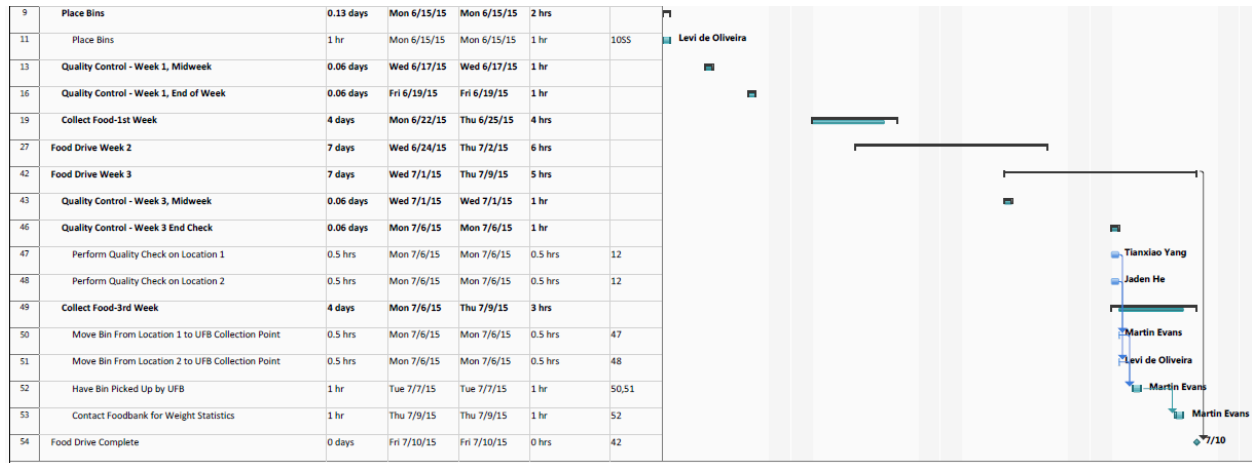 9 Place Bins 0.13 days Mon 6/15/15 Mon 6/15/15 2 hrs
11 Place Bins 1 hr Mon 6/15/15 Mon 6/15/15 1 hr 10SS Levi de Oliveira
13 Quality Control - Week 1, Midweek 0.06 days Wed 6/17/15 Wed 6/17/15 1 hr
16 Quality Control - Week 1, End of Week 0.06 days Fri 6/19/15 Fri 6/19/15 1 hr
19 Collect Food-1st Week 4 days Mon 6/22/15 Thu 6/25/15 4 hrs
27 Food Drive Week 2 7 days Wed 6/24/15 Thu 7/2/15 6 hrs
42 Food Drive Week 3 7 days Wed 7/1/15 Thu 7/9/15 5 hrs
43 Quality Control - Week 3, Midweek 0.06 days Wed 7/1/15 Wed 7/1/15 1 hr
46 Quality Control - Week 3 End Check 0.06 days Mon 7/6/15 Mon 7/6/15 1 hr
47 Perform Quality Check on Location 1 0.5 hrs Mon 7/6/15 Mon 7/6/15 0.5 hrs 12 Tianxiao Yang
48 Perform Quality Check on Location 2 0.5 hrs Mon 7/6/15 Mon 7/6/15 0.5 hrs 12 Jaden He
49 Collect Food-3rd Week 4 days Mon 7/6/15 Thu 7/9/15 3 hrs
50 Move Bin From Location 1 to UFB Collection Point 0.5 hrs Mon 7/6/15 Mon 7/6/15 0.5 hrs 47 Martin Evans
51 Move Bin From Location 2 to UFB Collection Point 0.5 hrs Mon 7/6/15 Mon 7/6/15 0.5 hrs 48 Levi de Oliveira
52 Have Bin Picked Up by UFB 1 hr Tue 7/7/15 Tue 7/7/15 1 hr 50,51 Martin Evans
53 Contact Foodbank for Weight Statistics 1 hr Thu 7/9/15 Thu 7/9/15 1 hr 52 Martin Evans
54 Food Drive Complete 0 days Fri 7/10/15 Fri 7/10/15 0 hrs 42 7/10